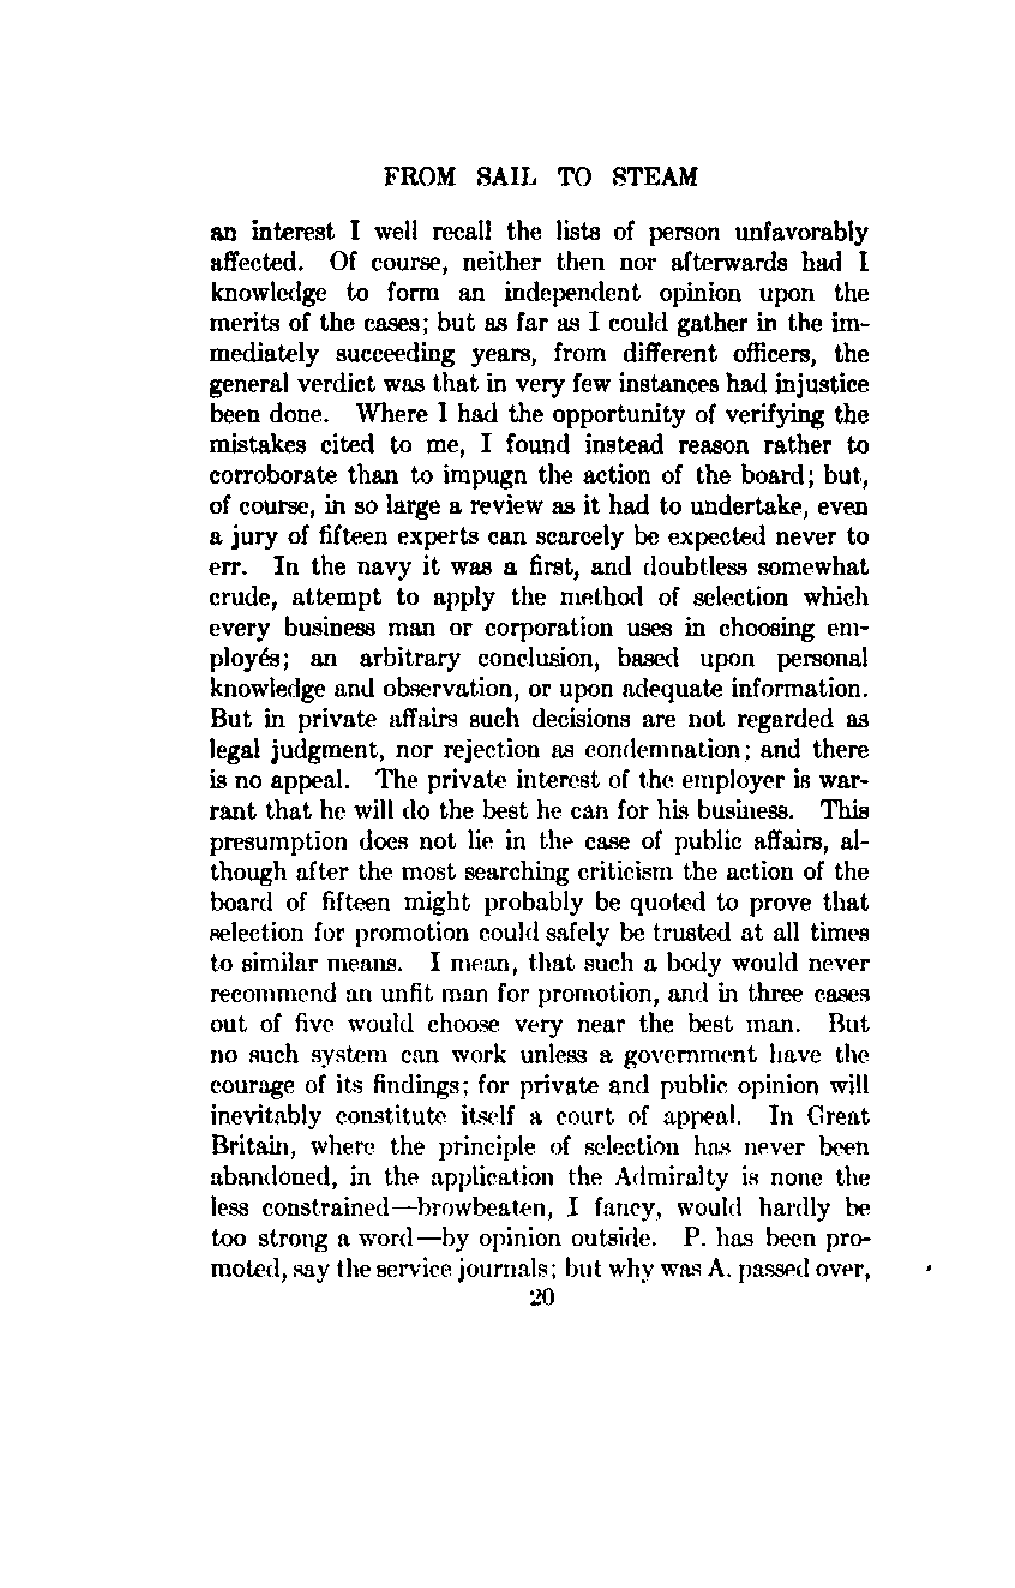 FROM SAIL TO STEAM
an interest I well recall the lists of person unfavorably
affected. Of course, neither then nor afterwards had I
knowledge to form an independent opinion upon the
merits of the cases; but as far as I could gather in the im-
mediately succeeding years, from different officers, the
general verdict was that in very few instances had injustice
been done. Where I had the opportunity of verifying the
mistakes cited to me, I found instead reason rather to
corroborate than to impugn the action of the board; but,
of course, in so large a review as it had to undertake, even
a jury of fifteen experts can scarcely be expected never to
err. In the navy it was a first, and doubtless somewhat
crude, attempt to apply the method of selection which
every business man or corporation uses in choosing em-
ployés; an arbitrary conclusion, based upon personal
knowledge and observation, or upon adequate information.
But in private affairs such decisions are not regarded as
legal judgment, nor rejection as condemnation; and there
is no appeal. The private interest of the employer is war-
rant that he will do the best he can for his business. This
presumption does not lie in the case of public affairs, al-
though after the most searching criticism the action of the
board of fifteen might probably be quoted to prove that
selection for promotion could safely be trusted at all times
to similar means. I mean, that such a body would never
recommend an unfit man for promotion, and in three cases
out of five would choose very near the best man. But
no such system can work unless a government have the
courage of its findings; for private and public opinion will
inevitably constitute itself a court of appeal. In Great
Britain, where the principle of selection has never been
abandoned, in the application the Admiralty is none the
less constrained—browbeaten, I fancy, would hardly be
too strong a word—by opinion outside. P. has been pro-
moted, say the service journals; but why was A. passed over,
20